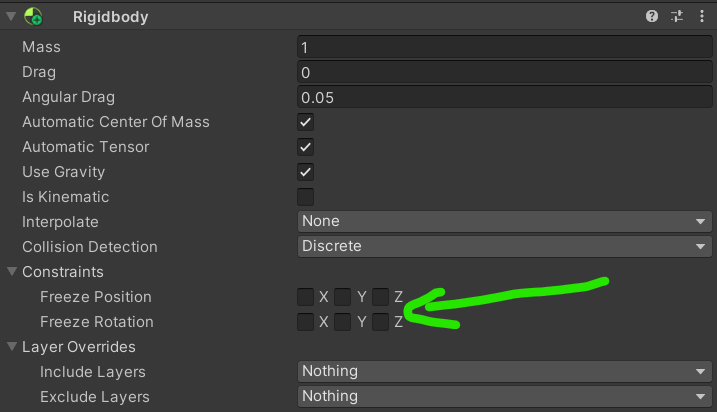 Rigidbody
Mass 1
Drag 0
Angular Drag 0.05
Automatic Center Of Mass
Automatic Tensor
Use Gravity
Is Kinematic
Interpolate None
Collision Detection Discrete
Constraints
Freeze Position X Y Z
Freeze Rotation X Y Z
Layer Overrides
Include Layers Nothing
Exclude Layers Nothing